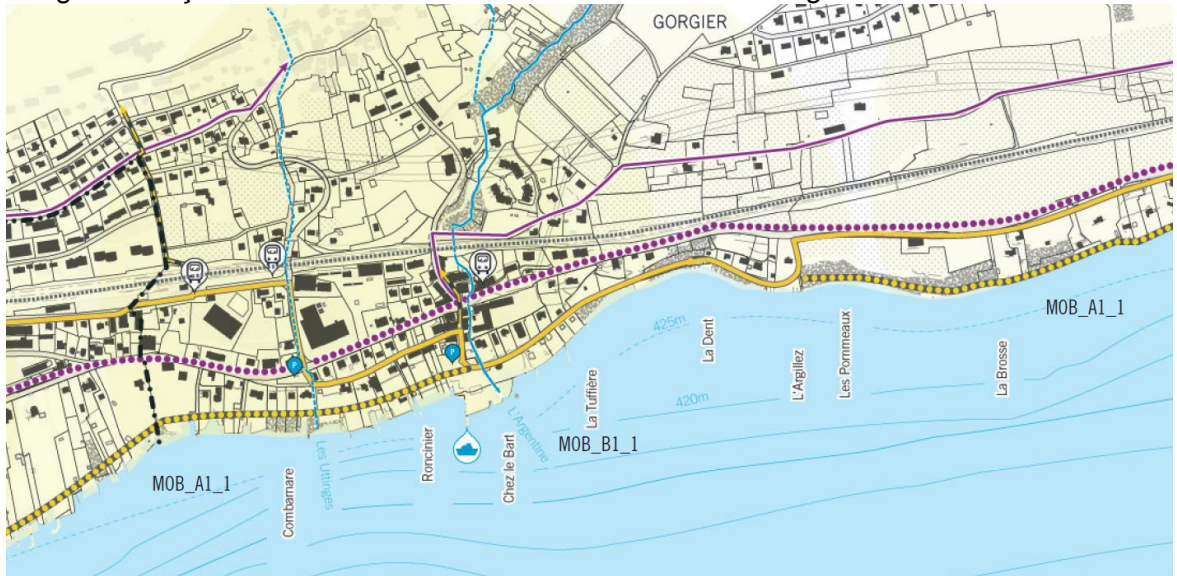 GORGIER
P
P
425m
420m
MOB_A1_1
La Dent
L'Argillez
Les Pommeaux
La Brosse
La Tuffière
MOB_B1_1
L'Argentine
Chez le Bart
Roncinier
Les Uttinges
Combamare
MOB_A1_1